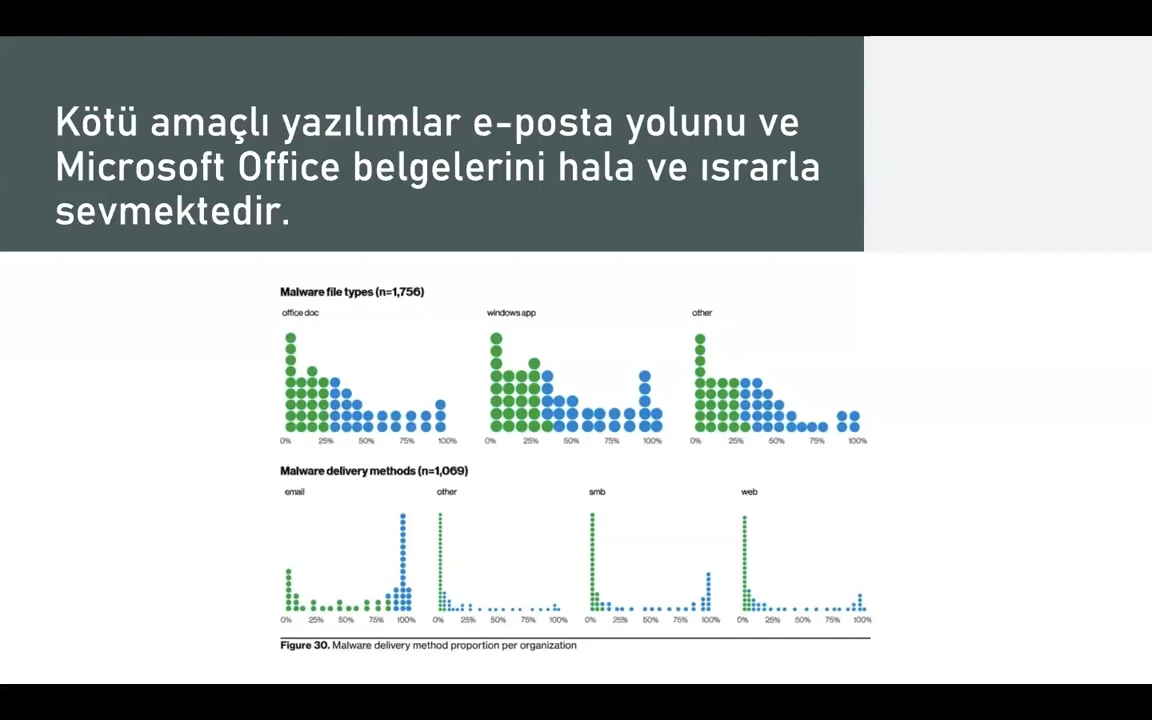 Kötü amaçlı yazılımlar e-posta yolunu ve
Microsoft Office belgelerini hala ve ısrarla
sevmektedir.
Malware file types (n=1,756)
office doc windows app other
0% 25% 50% 75% 100% 0% 25% 50% 75% 100% 0% 25% 50% 75% 100%
Malware delivery methods (n=1,069)
email other smb web
0% 25% 50% 75% 100% 0% 25% 50% 75% 100% 0% 25% 50% 75% 100% 0% 25% 50% 75% 100%
Figure 30. Malware delivery method proportion per organization